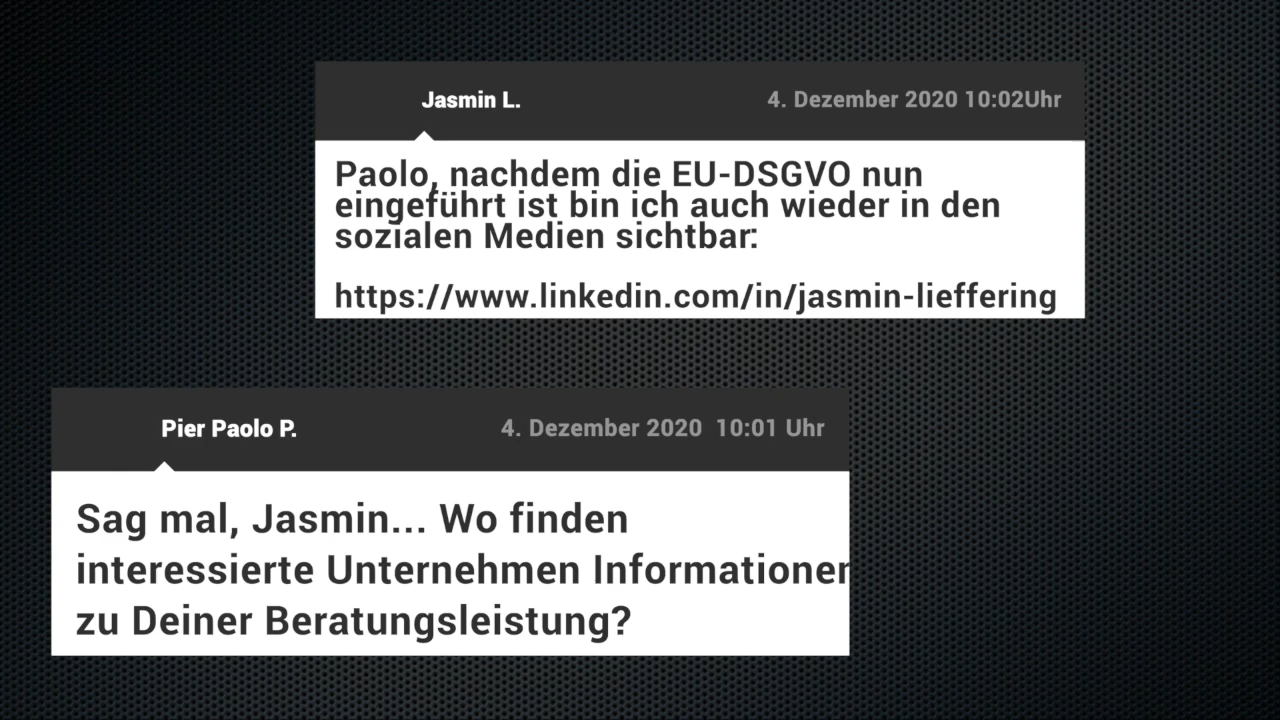 Jasmin L.
4. Dezember 2020 10:02Uhr
Paolo, nachdem die EU-DSGVO nun
eingeführt ist bin ich auch wieder in den
sozialen Medien sichtbar:
https://www.linkedin.com/in/jasmin-lieffering
Pier Paolo P.
4. Dezember 2020 10:01 Uhr
Sag mal, Jasmin... Wo finden
interessierte Unternehmen Informationen
zu Deiner Beratungsleistung?